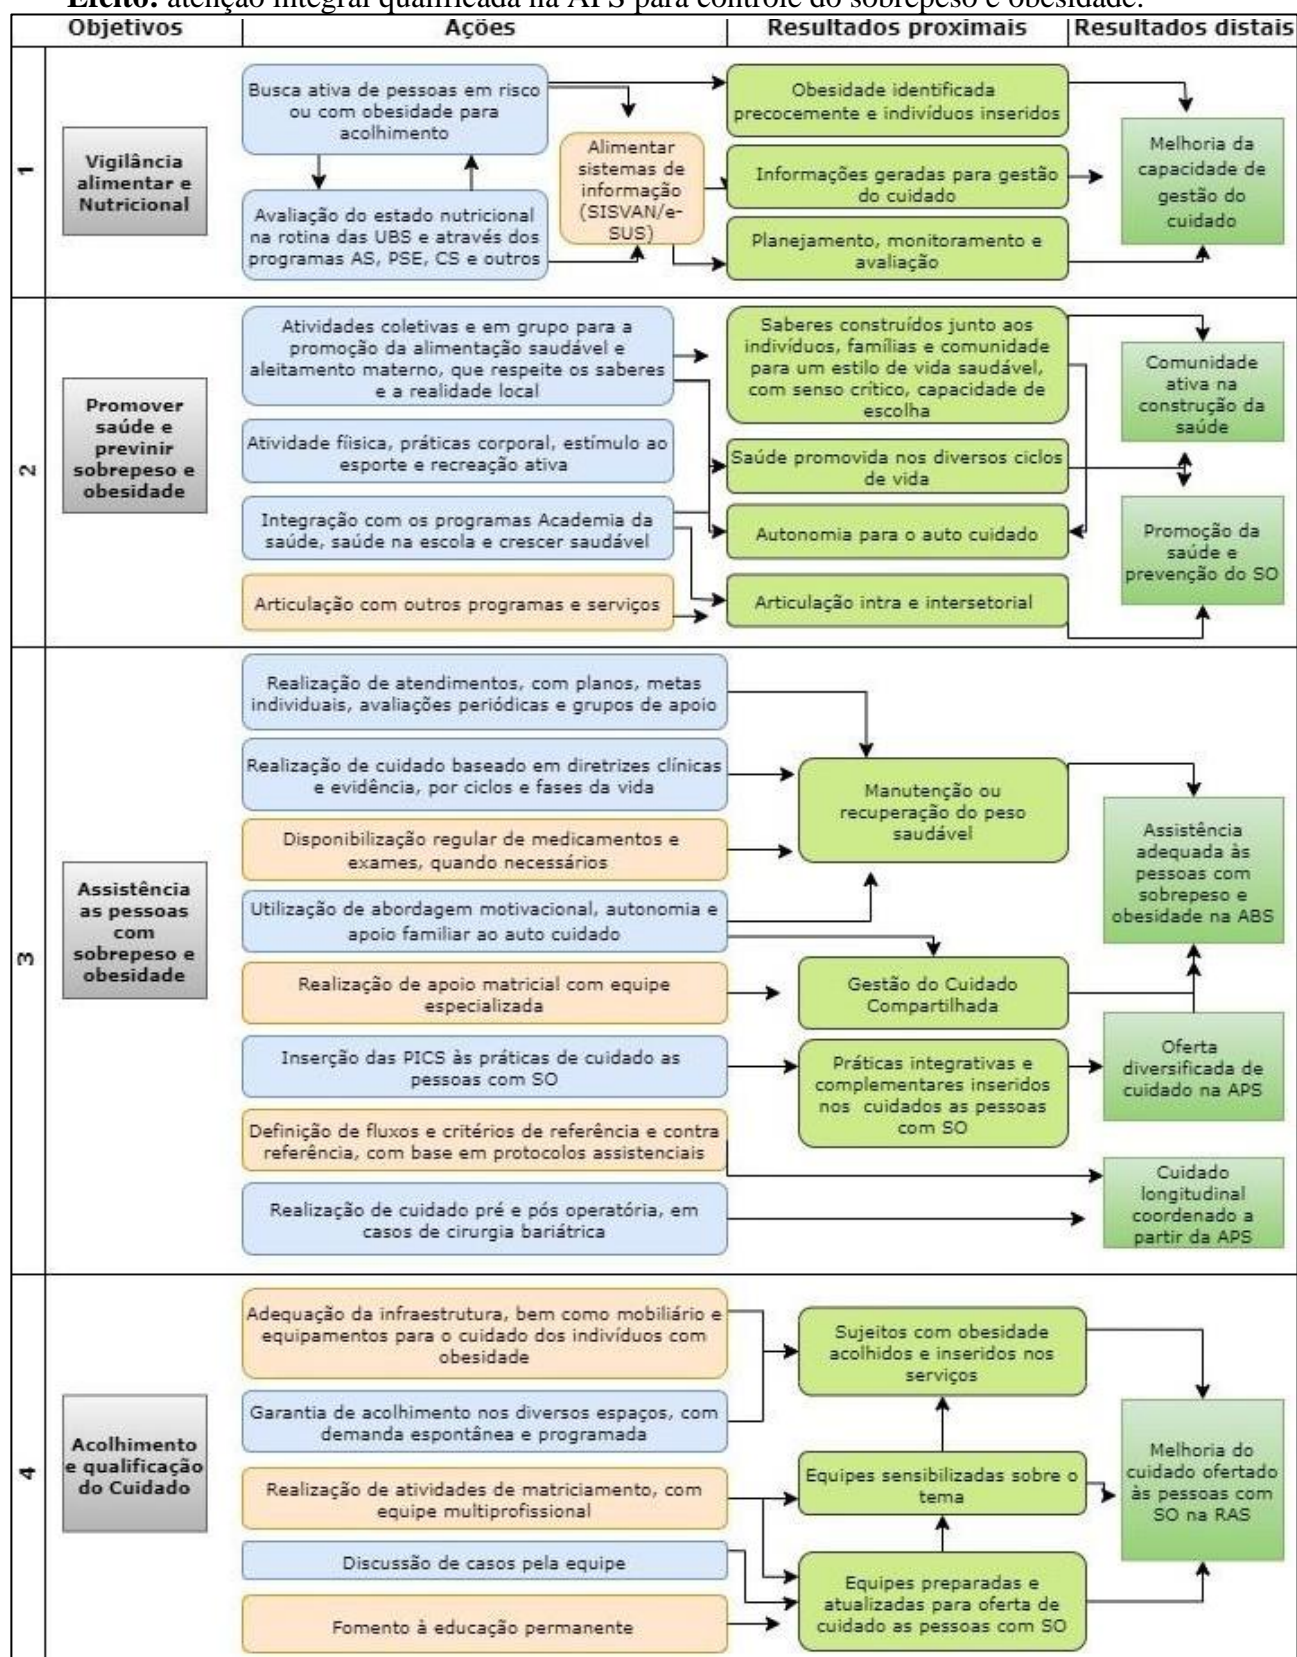 Efeito: atenção integral qualificada na APS para controle do sobrepeso e obesidade.
Objetivos
Ações
Resultados proximais
Resultados distais
1
Vigilância
alimentar e
Nutricional
Busca ativa de pessoas em risco
ou com obesidade para
acolhimento
Avaliação do estado nutricional
na rotina das UBS e através dos
programas AS, PSE, CS e outros
Alimentar
sistemas de
informação
(SISVAN/e-
SUS)
Obesidade identificada
precocemente e indivíduos inseridos
Informações geradas para gestão
do cuidado
Planejamento, monitoramento e
avaliação
Melhoria da
capacidade de
gestão do
cuidado
2
Promover
saúde e
previnir
sobrepeso e
obesidade
Atividades coletivas e em grupo para a
promoção da alimentação saudável e
aleitamento materno, que respeite os saberes
e a realidade local
Atividade fíisica, práticas corporal, estímulo ao
esporte e recreação ativa
Integração com os programas Academia da
saúde, saúde na escola e crescer saudável
Articulação com outros programas e serviços
Saberes construídos junto aos
indivíduos, famílias e comunidade
para um estilo de vida saudável,
com senso crítico, capacidade de
escolha
Saúde promovida nos diversos ciclos
de vida
Autonomia para o auto cuidado
Articulação intra e intersetorial
Comunidade
ativa na
construção da
saúde
Promoção da
saúde e
prevenção do SO
3
Assistência
as pessoas
com
sobrepeso e
obesidade
Realização de atendimentos, com planos, metas
individuais, avaliações periódicas e grupos de apoio
Realização de cuidado baseado em diretrizes clínicas
e evidência, por ciclos e fases da vida
Disponibilização regular de medicamentos e
exames, quando necessários
Utilização de abordagem motivacional, autonomia e
apoio familiar ao auto cuidado
Realização de apoio matricial com equipe
especializada
Inserção das PICS às práticas de cuidado as
pessoas com SO
Definição de fluxos e critérios de referência e contra
referência, com base em protocolos assistenciais
Realização de cuidado pré e pós operatória, em
casos de cirurgia bariátrica
Manutenção ou
recuperação do peso
saudável
Gestão do Cuidado
Compartilhada
Práticas integrativas e
complementares inseridos
nos cuidados as pessoas
com SO
Assistência
adequada às
pessoas com
sobrepeso e
obesidade na ABS
Oferta
diversificada de
cuidado na APS
Cuidado
longitudinal
coordenado a
partir da APS
4
Acolhimento
e qualificação
do Cuidado
Adequação da infraestrutura, bem como mobiliário e
equipamentos para o cuidado dos indivíduos com
obesidade
Garantia de acolhimento nos diversos espaços, com
demanda espontânea e programada
Realização de atividades de matriciamento, com
equipe multiprofissional
Discussão de casos pela equipe
Fomento à educação permanente
Sujeitos com obesidade
acolhidos e inseridos nos
serviços
Equipes sensibilizadas sobre o
tema
Equipes preparadas e
atualizadas para oferta de
cuidado as pessoas com SO
Melhoria do
cuidado ofertado
às pessoas com
SO na RAS